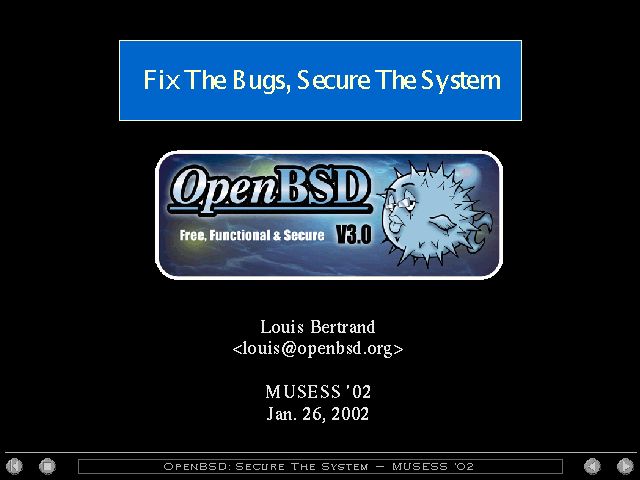 Fix The Bugs, Secure The System
OpenBSD
Free, Functional & Secure V3.0
Louis Bertrand
<louis@openbsd.org>
MUSESS '02
Jan. 26, 2002
OpenBSD: Secure The System – MUSESS '02